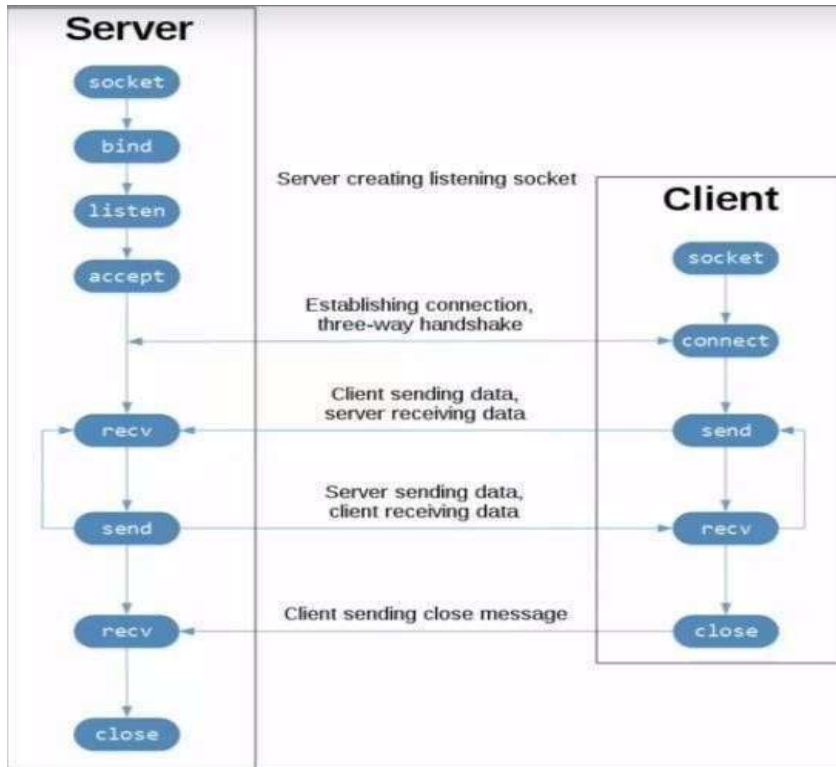 Server
socket
bind
listen
accept
recv
send
recv
close
Server creating listening socket
Establishing connection,
three-way handshake
Client sending data,
server receiving data
Server sending data,
client receiving data
Client sending close message
Client
socket
connect
send
recv
close